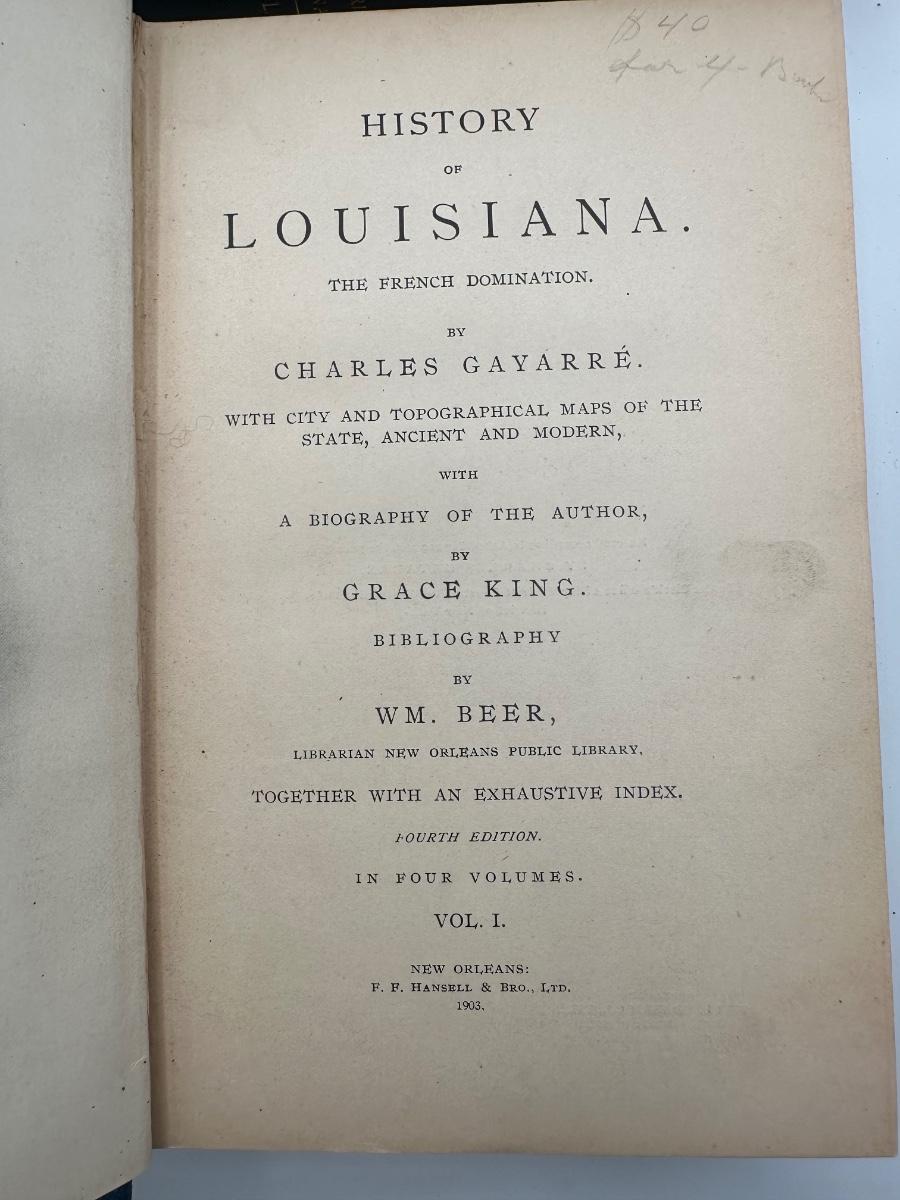 $40
for 4 - Books
HISTORY
OF
LOUISIANA.
THE FRENCH DOMINATION.
BY
CHARLES GAYARRÉ.
WITH CITY AND TOPOGRAPHICAL MAPS OF THE
STATE, ANCIENT AND MODERN,
WITH
A BIOGRAPHY OF THE AUTHOR,
BY
GRACE KING.
BIBLIOGRAPHY
BY
WM. BEER,
LIBRARIAN NEW ORLEANS PUBLIC LIBRARY,
TOGETHER WITH AN EXHAUSTIVE INDEX.
FOURTH EDITION.
IN FOUR VOLUMES.
VOL. I.
NEW ORLEANS:
F. F. HANSELL & BRO., LTD.
1903.